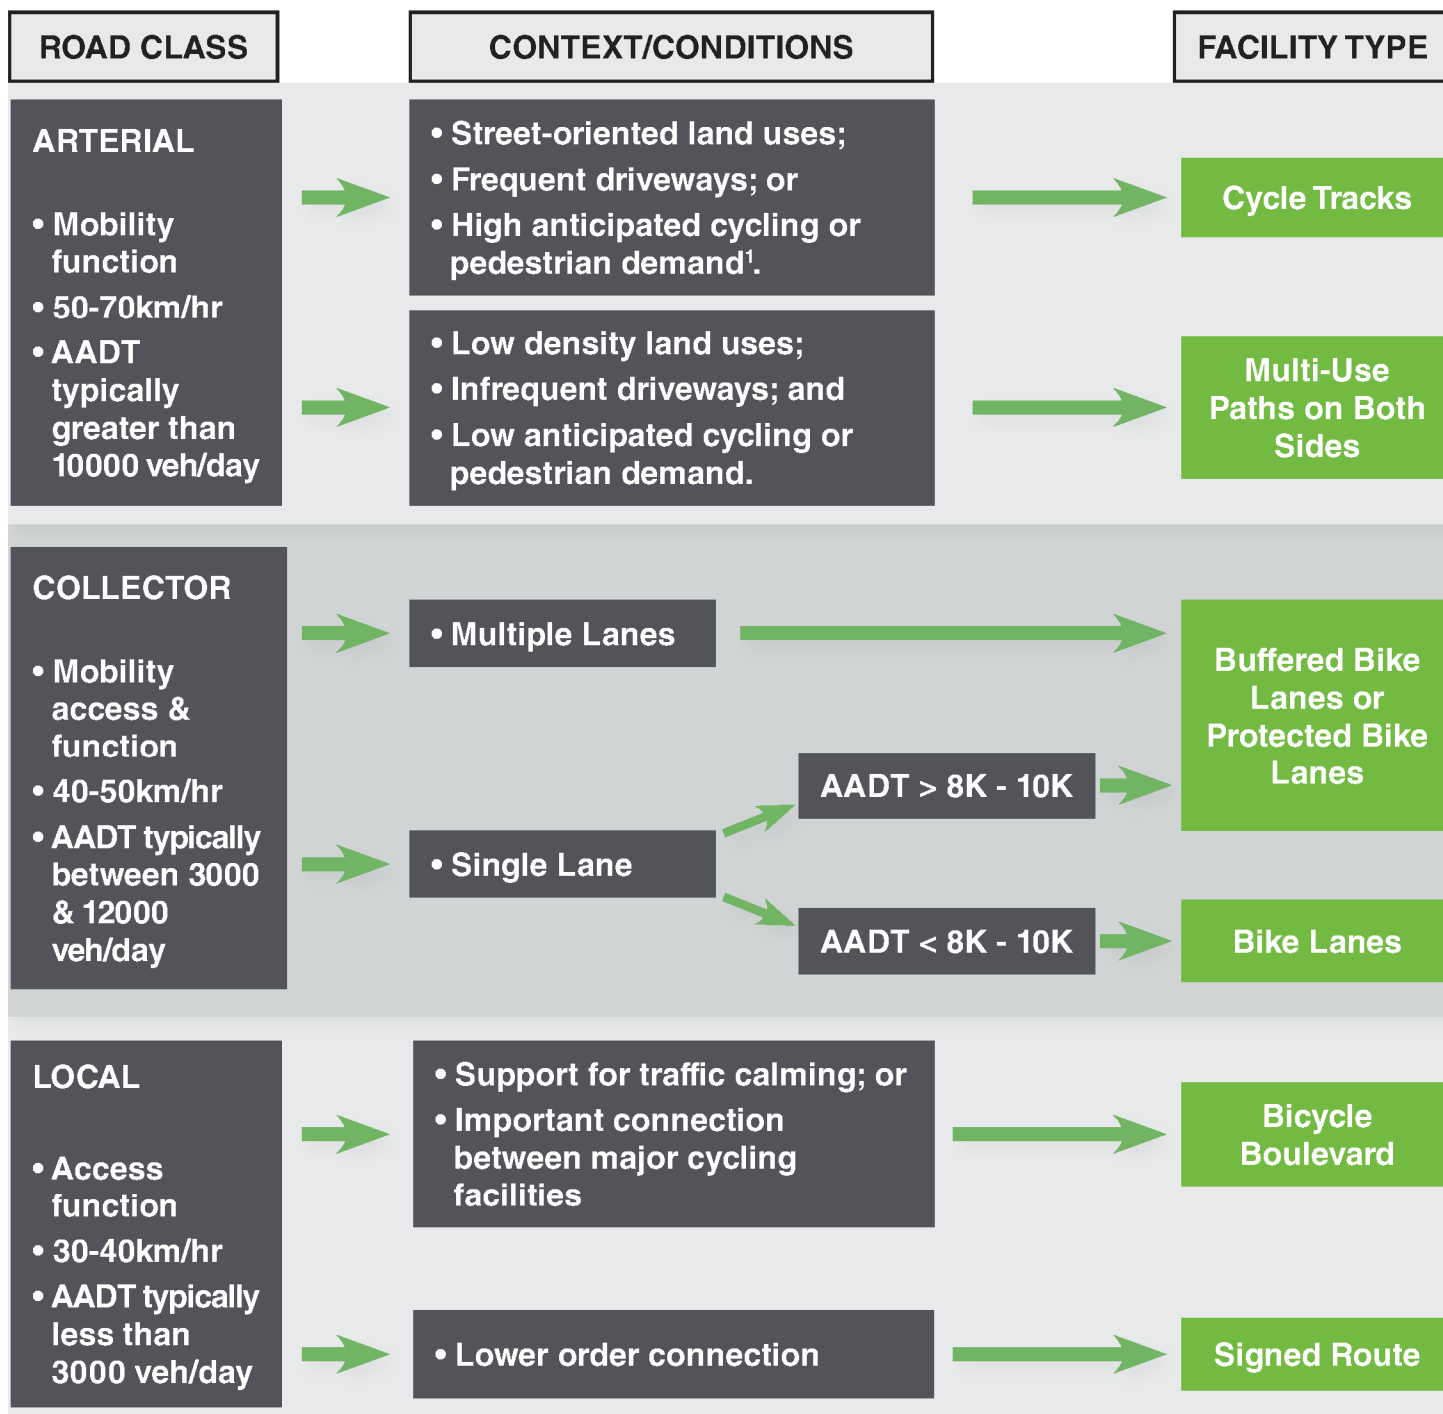 ROAD CLASS
CONTEXT/CONDITIONS
FACILITY TYPE
ARTERIAL
• Mobility
function
• 50-70km/hr
• AADT
typically
greater than
10000 veh/day
• Street-oriented land uses;
• Frequent driveways; or
• High anticipated cycling or
pedestrian demand¹.
Cycle Tracks
• Low density land uses;
• Infrequent driveways; and
• Low anticipated cycling or
pedestrian demand.
Multi-Use
Paths on Both
Sides
COLLECTOR
• Mobility
access &
function
• 40-50km/hr
• AADT typically
between 3000
& 12000
veh/day
• Multiple Lanes
Buffered Bike
Lanes or
Protected Bike
Lanes
• Single Lane
AADT > 8K - 10K
AADT < 8K - 10K
Bike Lanes
LOCAL
• Access
function
• 30-40km/hr
• AADT typically
less than
3000 veh/day
• Support for traffic calming; or
• Important connection
between major cycling
facilities
Bicycle
Boulevard
• Lower order connection
Signed Route